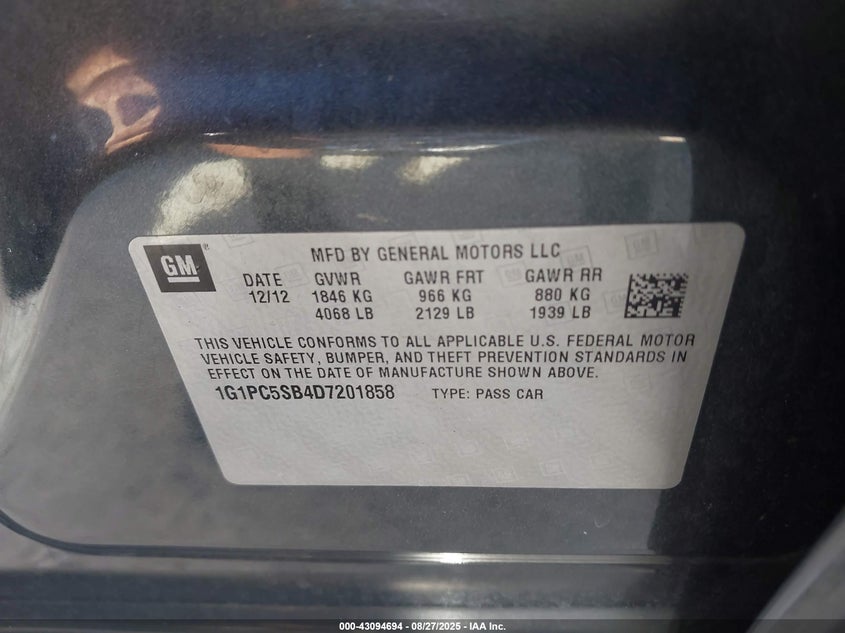 GM
MFD BY GENERAL MOTORS LLC
DATE GVWR GAWR FRT GAWR RR
12/12 1846 KG 966 KG 880 KG
4068 LB 2129 LB 1939 LB
THIS VEHICLE CONFORMS TO ALL APPLICABLE U.S. FEDERAL MOTOR
VEHICLE SAFETY, BUMPER, AND THEFT PREVENTION STANDARDS IN
EFFECT ON THE DATE OF MANUFACTURE SHOWN ABOVE.
1G1PC5SB4D7201858 TYPE: PASS CAR
000-43094694 - 08/27/2025 - IAA Inc.